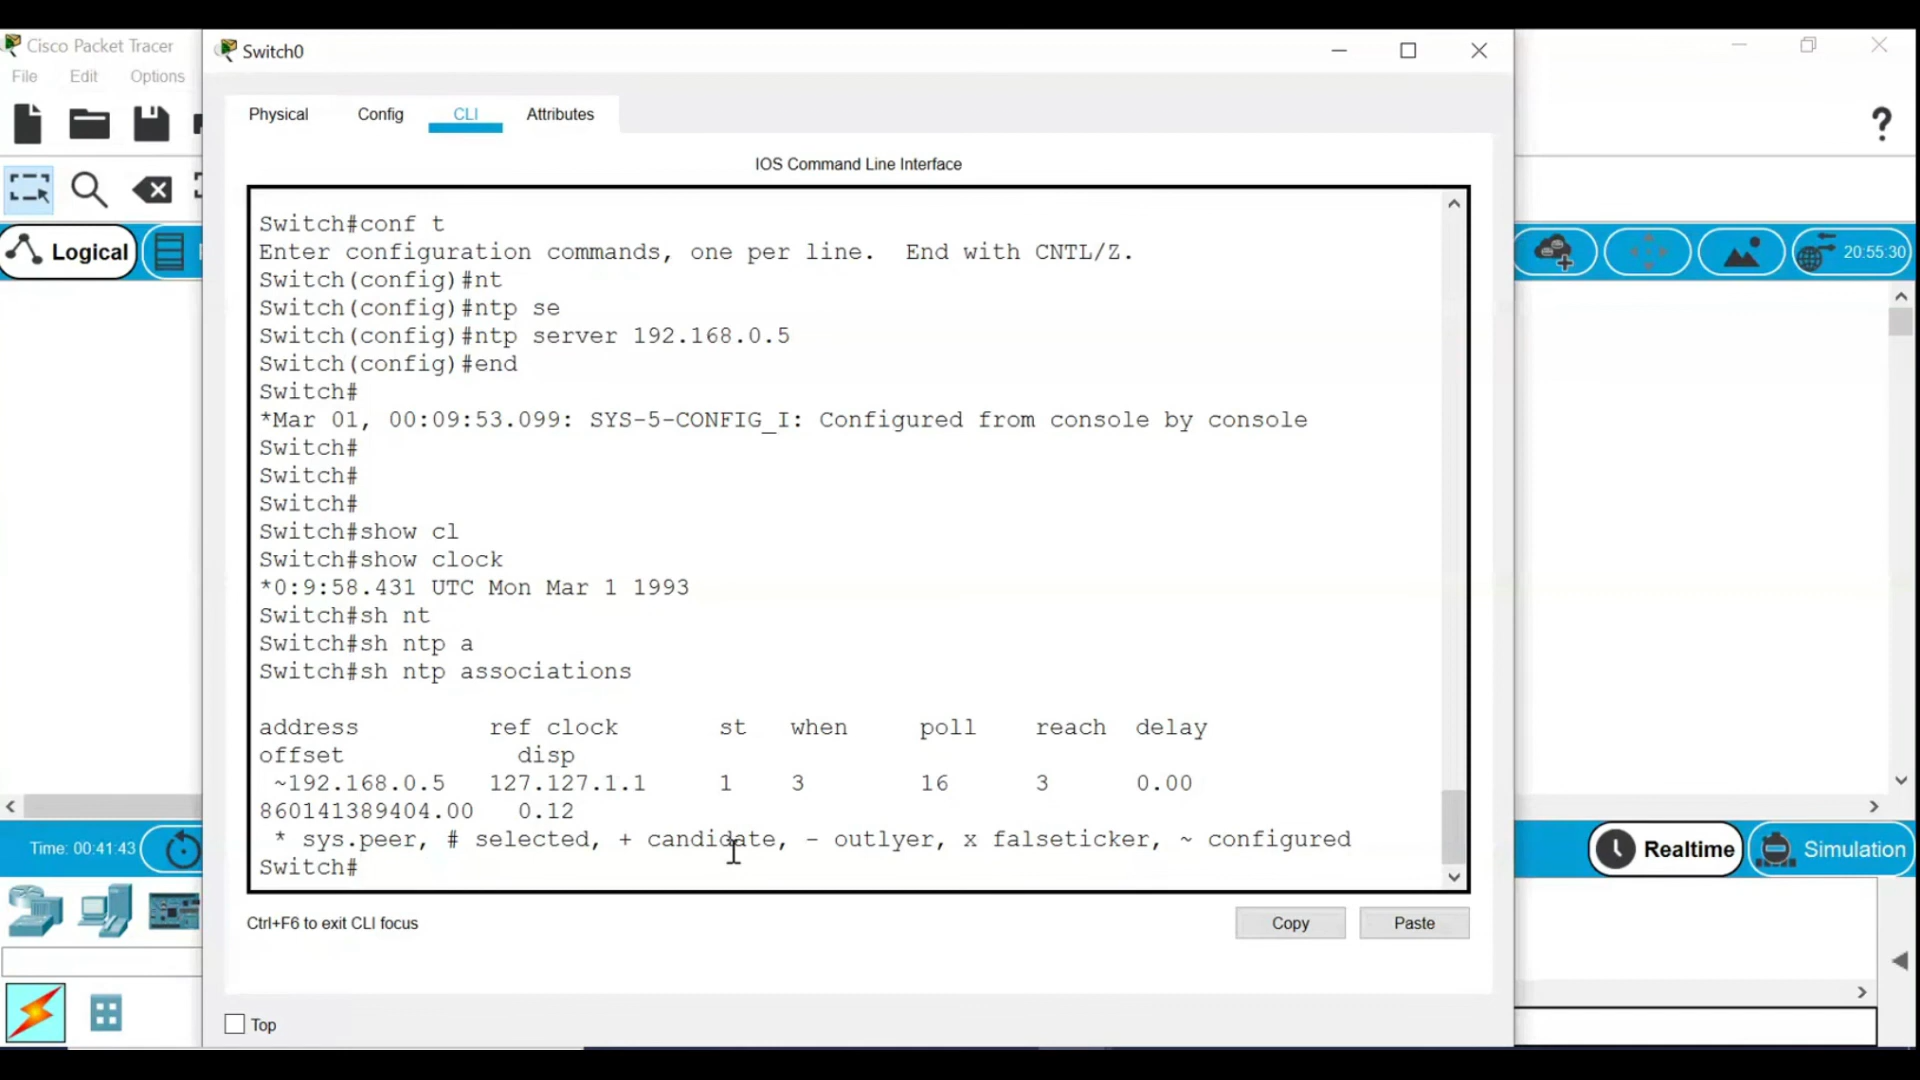 Cisco Packet Tracer
Switch0
File Edit Options
Physical Config CLI Attributes
IOS Command Line Interface
Logical
20:55:30
Switch#conf t
Enter configuration commands, one per line.  End with CNTL/Z.
Switch(config)#nt
Switch(config)#ntp se
Switch(config)#ntp server 192.168.0.5
Switch(config)#end
Switch#
*Mar 01, 00:09:53.099: SYS-5-CONFIG_I: Configured from console by console
Switch#
Switch#
Switch#
Switch#show cl
Switch#show clock
*0:9:58.431 UTC Mon Mar 1 1993
Switch#sh nt
Switch#sh ntp a
Switch#sh ntp associations
address ref clock st when poll reach delay
offset disp
~192.168.0.5 127.127.1.1 1 3 16 3 0.00
860141389404.00 0.12
* sys.peer, # selected, + candidate, - outlyer, x falseticker, ~ configured
Switch#
Time: 00:41:43
Realtime
Simulation
Ctrl+F6 to exit CLI focus
Copy
Paste
Top